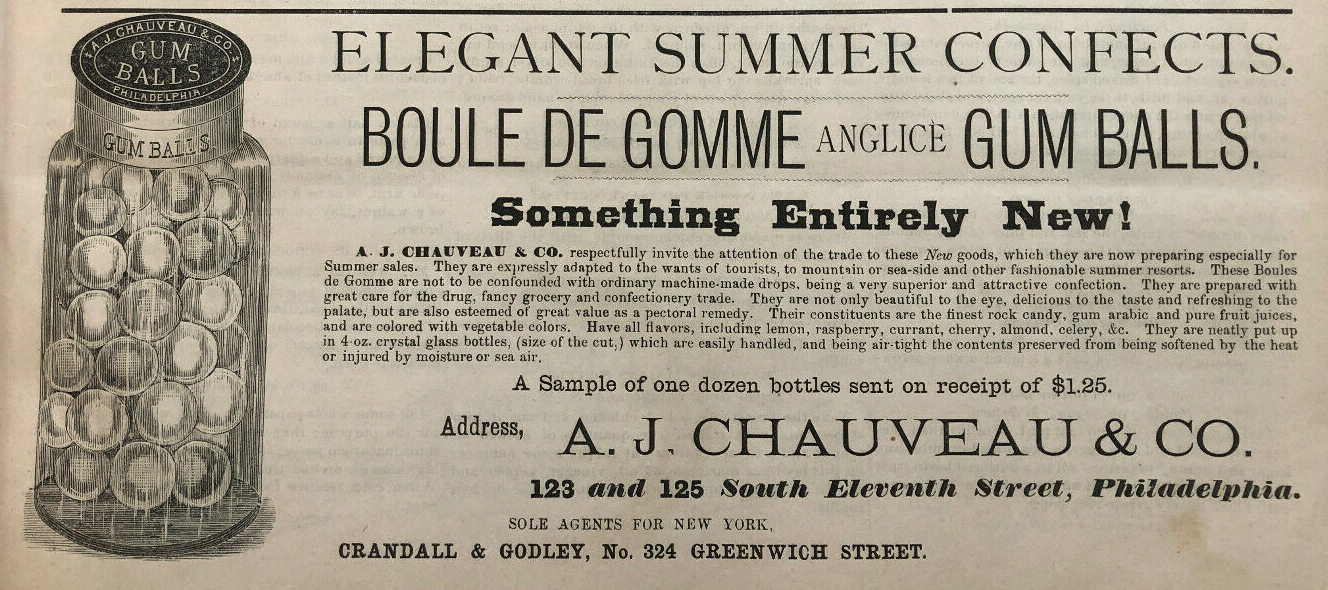 A. J. CHAUVEAU & CO.
GUM
BALLS
PHILADELPHIA.
GUM BALLS
ELEGANT SUMMER CONFECTS.
BOULE DE GOMME ANGLICÈ GUM BALLS.
Something Entirely New!
A. J. CHAUVEAU & CO. respectfully invite the attention of the trade to these New goods, which they are now preparing especially for
Summer sales. They are expressly adapted to the wants of tourists, to mountain or sea-side and other fashionable summer resorts. These Boules
de Gomme are not to be confounded with ordinary machine-made drops, being a very superior and attractive confection. They are prepared with
great care for the drug, fancy grocery and confectionery trade. They are not only beautiful to the eye, delicious to the taste and refreshing to the
palate, but are also esteemed of great value as a pectoral remedy. Their constituents are the finest rock candy, gum arabic and pure fruit juices,
and are colored with vegetable colors. Have all flavors, including lemon, raspberry, currant, cherry, almond, celery, &c. They are neatly put up
in 4-oz. crystal glass bottles, (size of the cut,) which are easily handled, and being air-tight the contents preserved from being softened by the heat
or injured by moisture or sea air.
A Sample of one dozen bottles sent on receipt of $1.25.
Address, A. J. CHAUVEAU & CO.
123 and 125 South Eleventh Street, Philadelphia.
SOLE AGENTS FOR NEW YORK,
CRANDALL & GODLEY, No. 324 GREENWICH STREET.